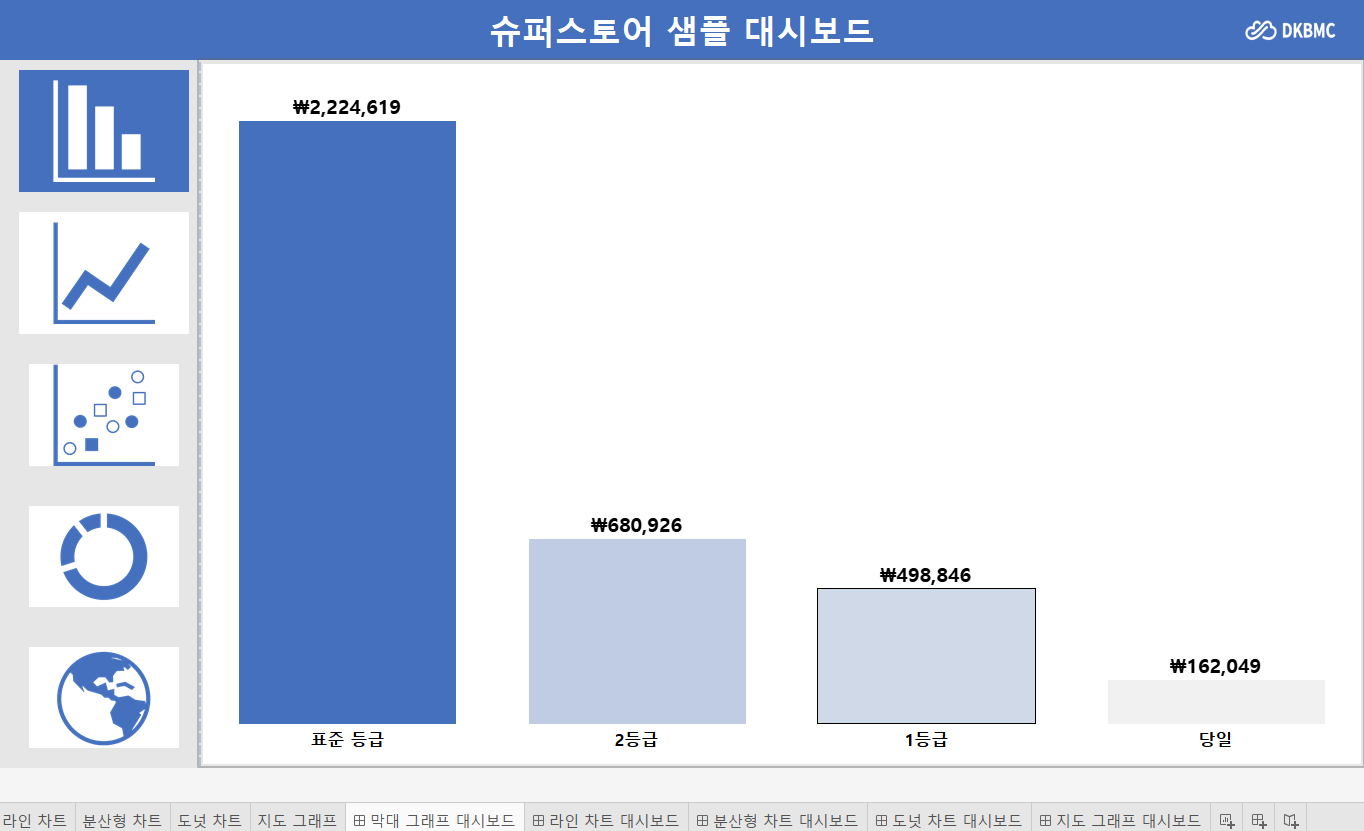 슈퍼스토어 샘플 대시보드
DKBMC
₩2,224,619
₩680,926
₩498,846
₩162,049
표준 등급
2등급
1등급
당일
라인 차트
분산형 차트
도넛 차트
지도 그래프
막대 그래프 대시보드
라인 차트 대시보드
분산형 차트 대시보드
도넛 차트 대시보드
지도 그래프 대시보드